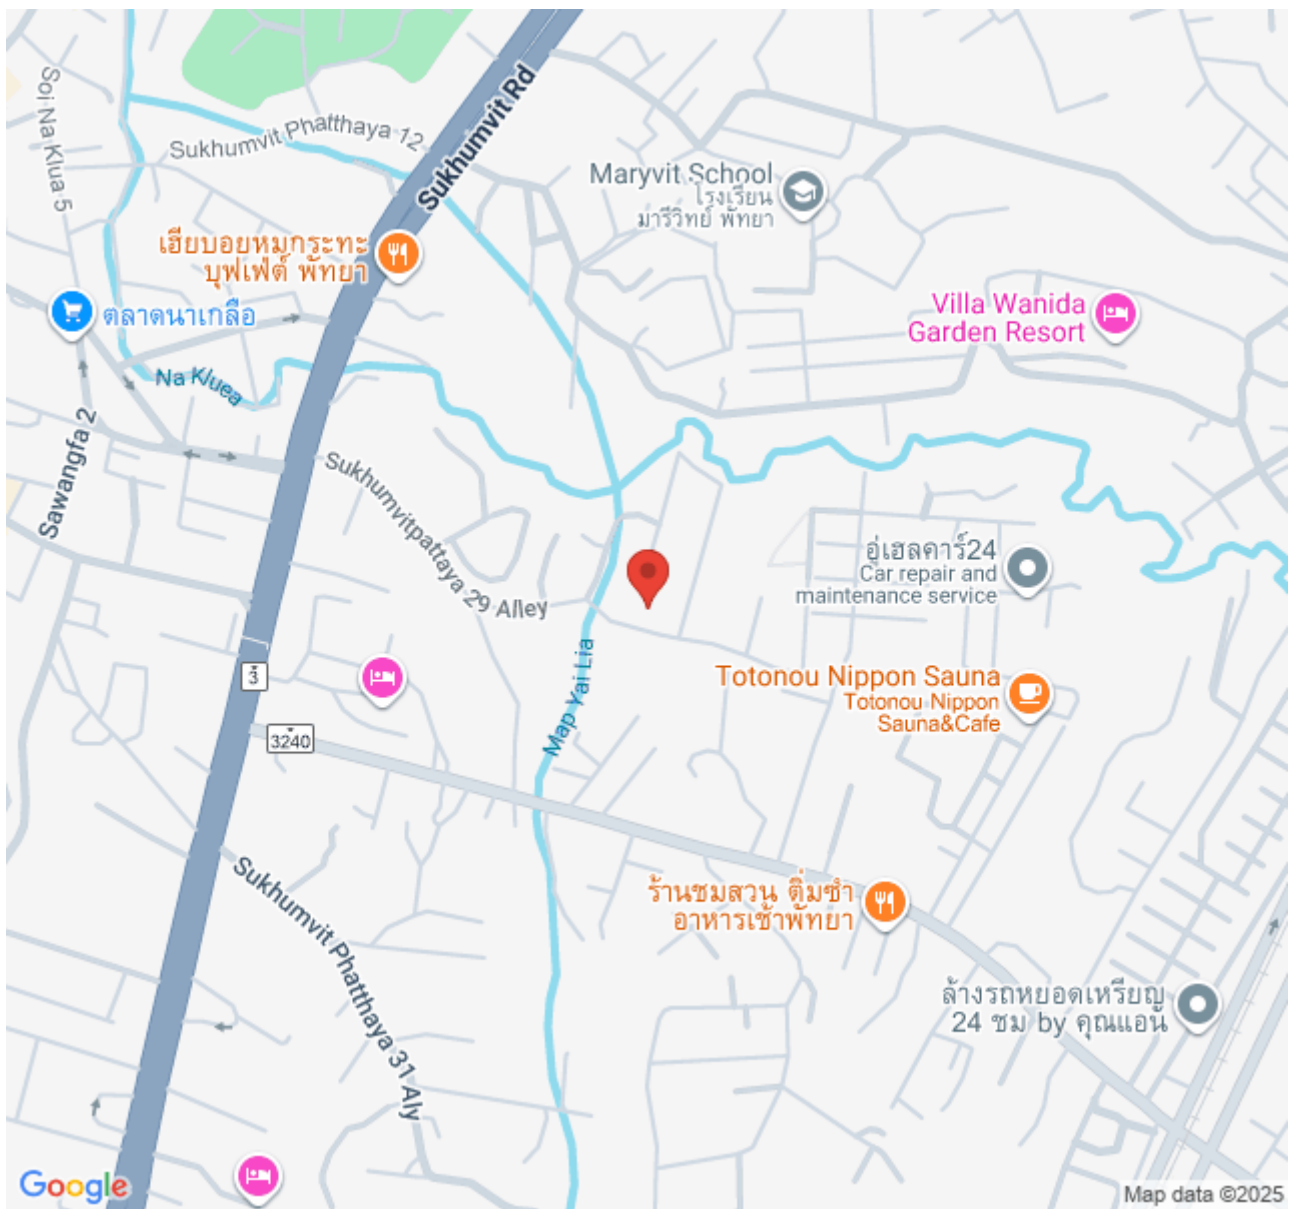 Soi Na Klua 5
Sukhumvit Phatthaya 12
Sukhumvit Rd
Maryvit School
โรงเรียน
มารีวิทย์ พัทยา
เฮียบอยหมูกระทะ
บุฟเฟ่ต์ พัทยา
ตลาดนาเกลือ
Villa Wanida
Garden Resort
Na Kluea
Sawangfa 2
Sukhumvitpattaya 29 Alley
อู่เฮลคาร์24
Car repair and
maintenance service
Map Yai Lia
3
Totonou Nippon Sauna
Totonou Nippon
Sauna&Cafe
3240
Sukhumvit Phatthaya 31 Aly
ร้านชมสวน ติ่มซำ
อาหารเช้าพัทยา
ล้างรถหยอดเหรียญ
24 ชม by คุณแอน
Google
Map data ©2025